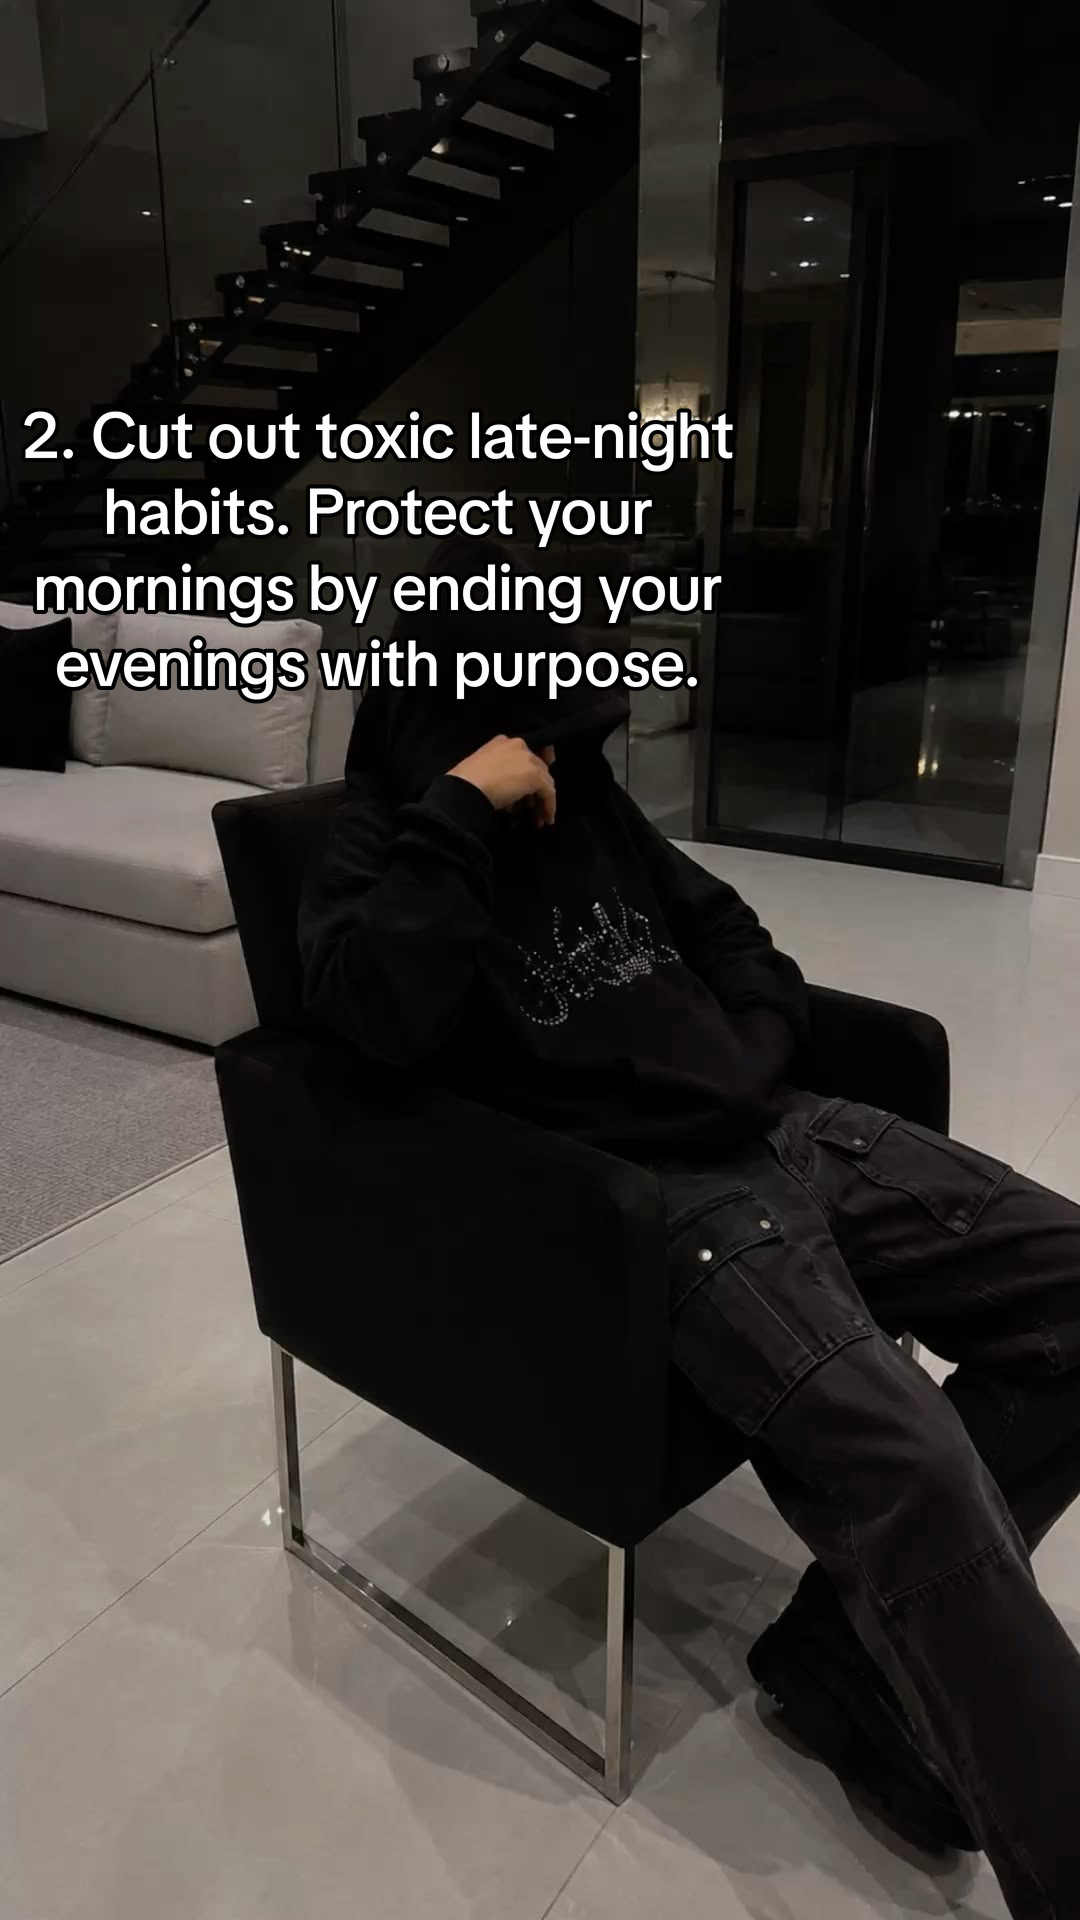 2. Cut out toxic late-night
habits. Protect your
mornings by ending your
evenings with purpose.